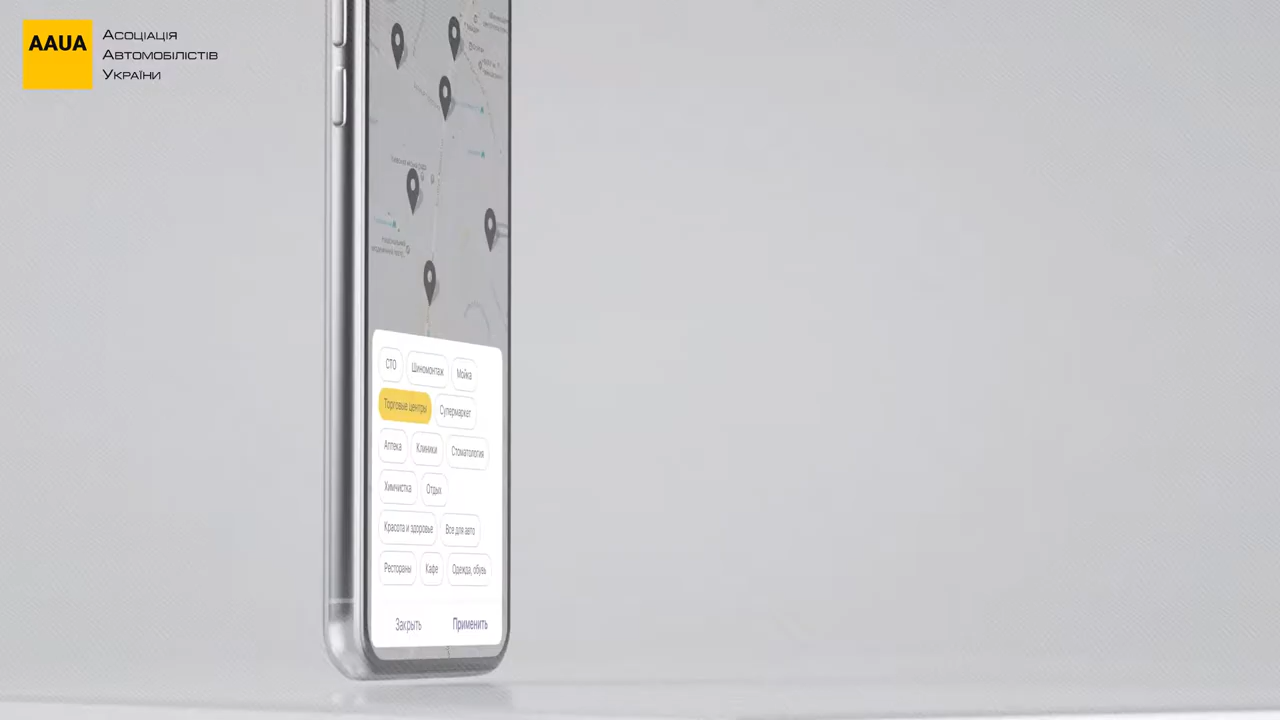 AAUA
Асоціація
Автомобілістів
України
СТО
Шиномонтаж
Мойка
Торговые центры
Супермаркет
Аптека
Клиники
Стоматология
Химчистка
Отдых
Красота и здоровье
Все для авто
Рестораны
Кафе
Одежда, обувь
Закрыть
Применить